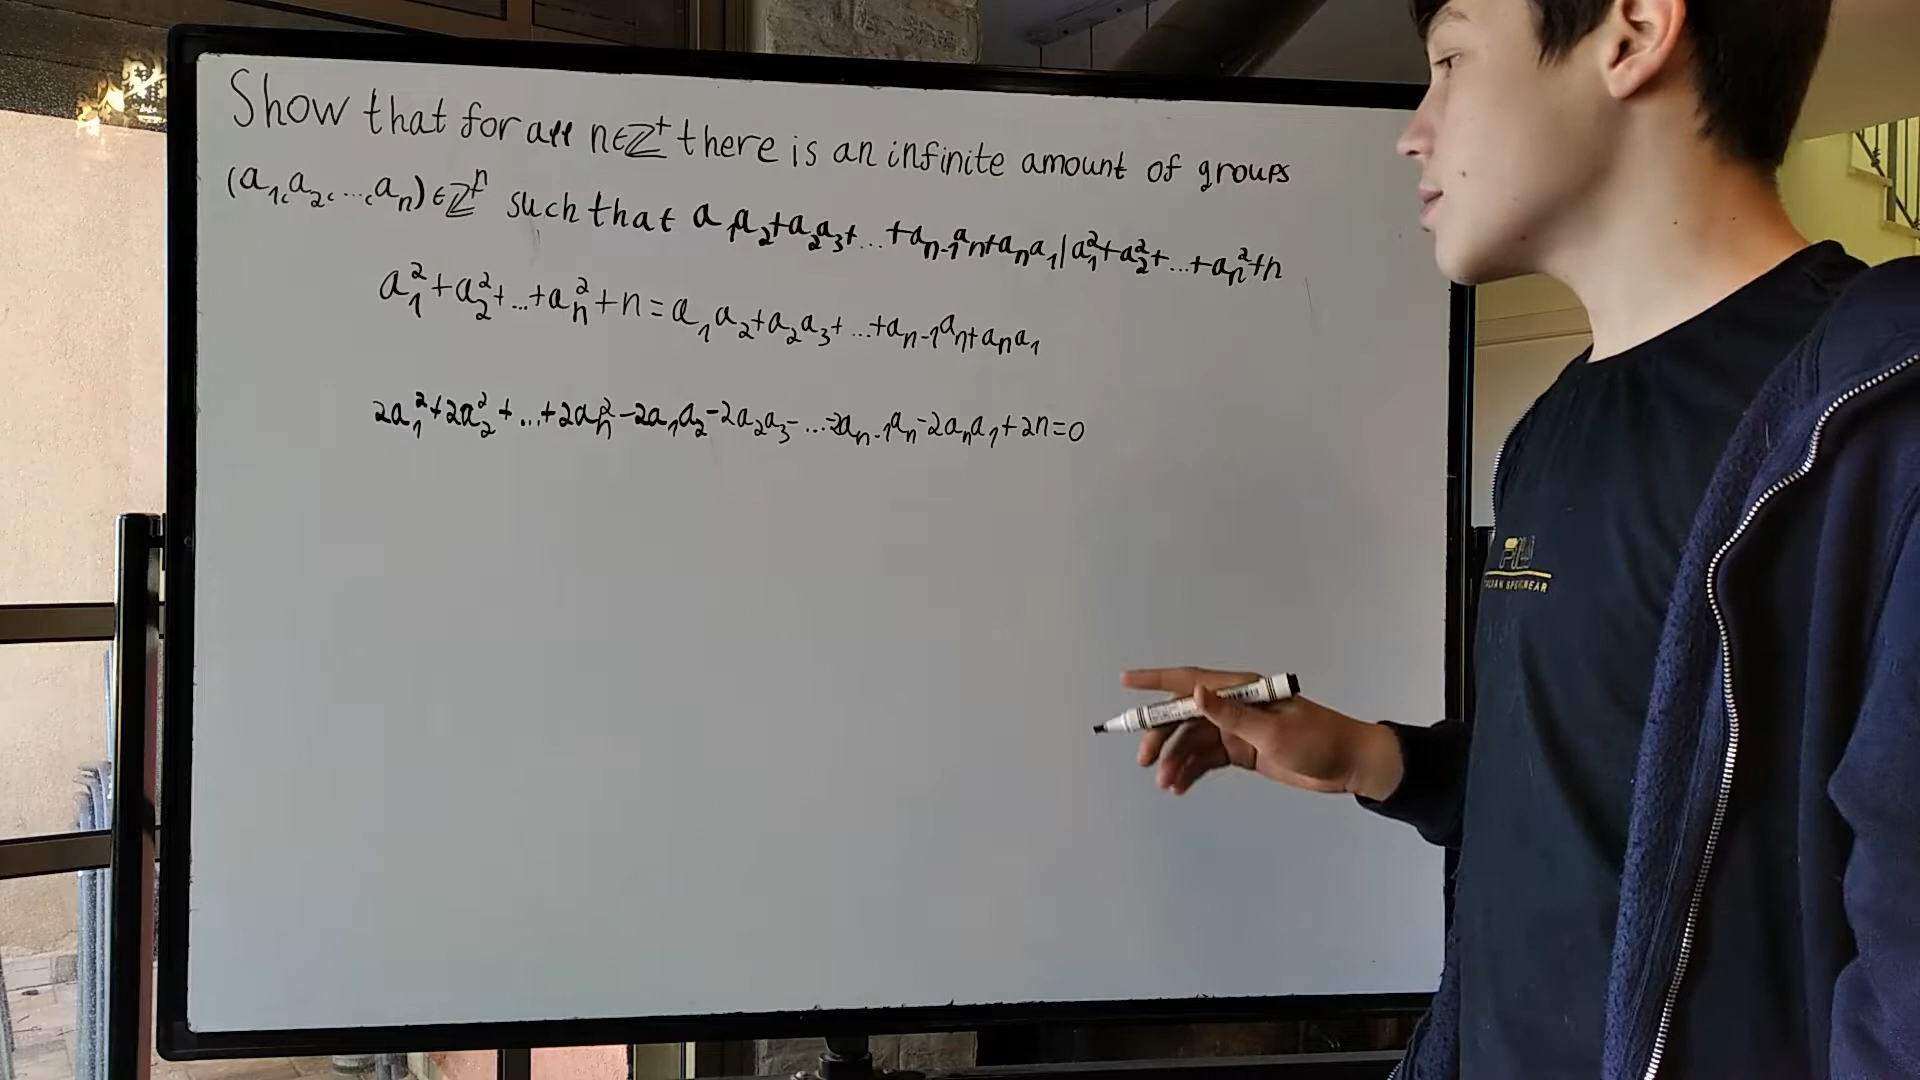 Show that for all n∈ℤ⁺ there is an infinite amount of groups
(a₁, a₂, ..., aₙ)∈ℤⁿ such that a₁a₂+a₂a₃+...+aₙ₋₁aₙ+aₙa₁|a₁²+a₂²+...+aₙ²+n
a₁²+a₂²+...+aₙ²+n=a₁a₂+a₂a₃+...+aₙ₋₁aₙ+aₙa₁
2a₁²+2a₂²+...+2aₙ²-2a₁a₂-2a₂a₃-...-2aₙ₋₁aₙ-2aₙa₁+2n=0